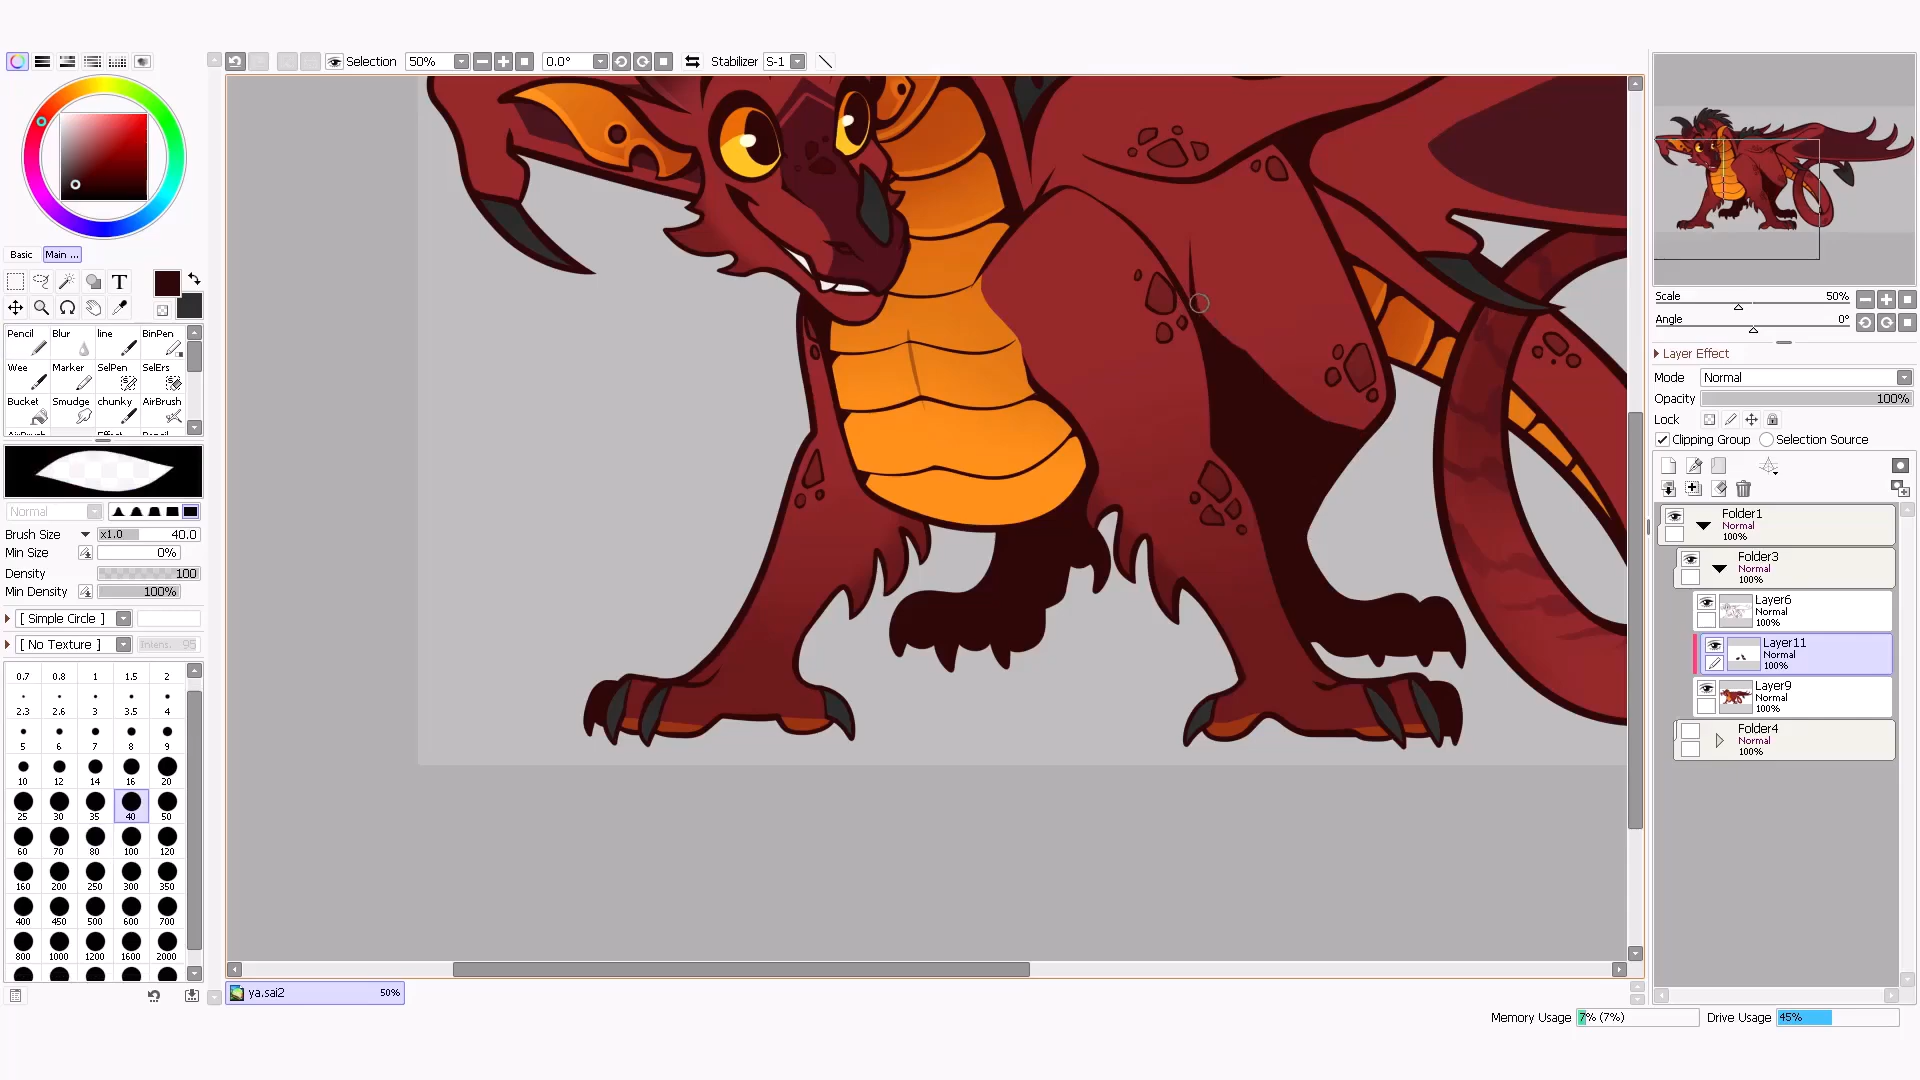 Selection 50% 0.0° Stabilizer S-1
Basic Main ...
T
Pencil Blur line BinPen
Wee Marker SelPen SelErs
Bucket Smudge chunky AirBrush
Normal
Brush Size x1.0 40.0
Min Size 0%
Density 100
Min Density 100%
[ Simple Circle ]
[ No Texture ] Intens. 95
0.7 0.8 1 1.5 2
2.3 2.6 3 3.5 4
5 6 7 8 9
10 12 14 16 20
25 30 35 40 50
60 70 80 100 120
160 200 250 300 350
400 450 500 600 700
800 1000 1200 1600 2000
ya.sai2 50%
Scale 50%
Angle 0°
Layer Effect
Mode Normal
Opacity 100%
Lock
Clipping Group Selection Source
Folder1
Normal
100%
Folder3
Normal
100%
Layer6
Normal
100%
Layer11
Normal
100%
Layer9
Normal
100%
Folder4
Normal
100%
Memory Usage 7% (7%) Drive Usage 45%